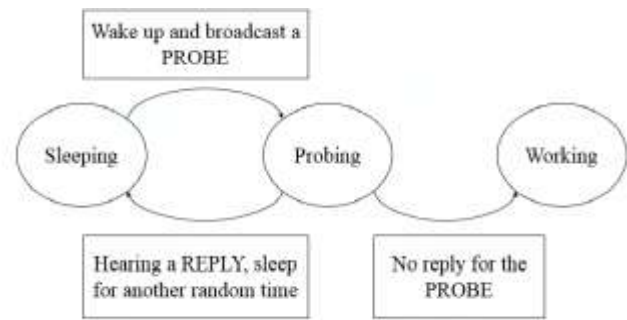 Wake up and broadcast a
PROBE
Sleeping
Probing
Working
Hearing a REPLY, sleep
for another random time
No reply for the
PROBE